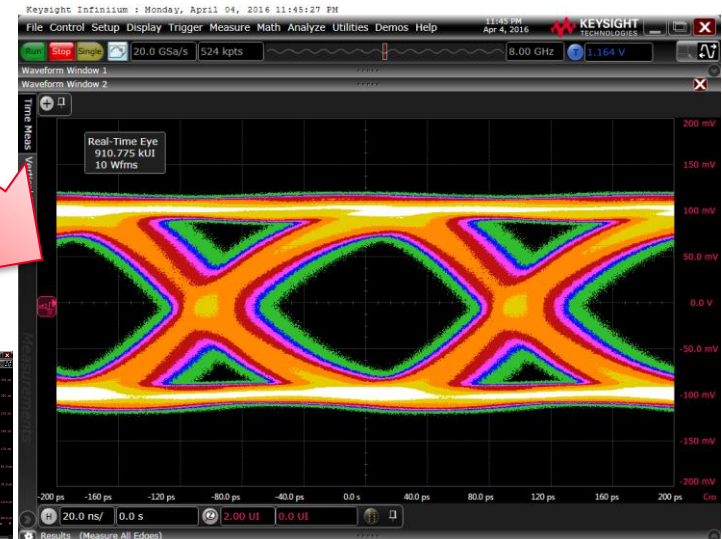 Keysight Infiniium : Monday, April 04, 2016 11:45:27 PM
File Control Setup Display Trigger Measure Math Analyze Utilities Demos Help
11:45 PM
Apr 4, 2016
KEYSIGHT
TECHNOLOGIES
Run Stop Single 20.0 GSa/s 524 kpts 8.00 GHz T 1.164 V
Waveform Window 1
Waveform Window 2
Time Meas
Real-Time Eye
910.775 kUI
10 Wfms
200 mV
150 mV
100 mV
50.0 mV
0.0 V
-50.0 mV
-100 mV
-150 mV
-200 mV
Measurements
-200 ps -160 ps -120 ps -80.0 ps -40.0 ps 0.0 s 40.0 ps 80.0 ps 120 ps 160 ps 200 ps
H 20.0 ns/ 0.0 s 2.00 UI 0.0 UI
Results (Measure All Edges)